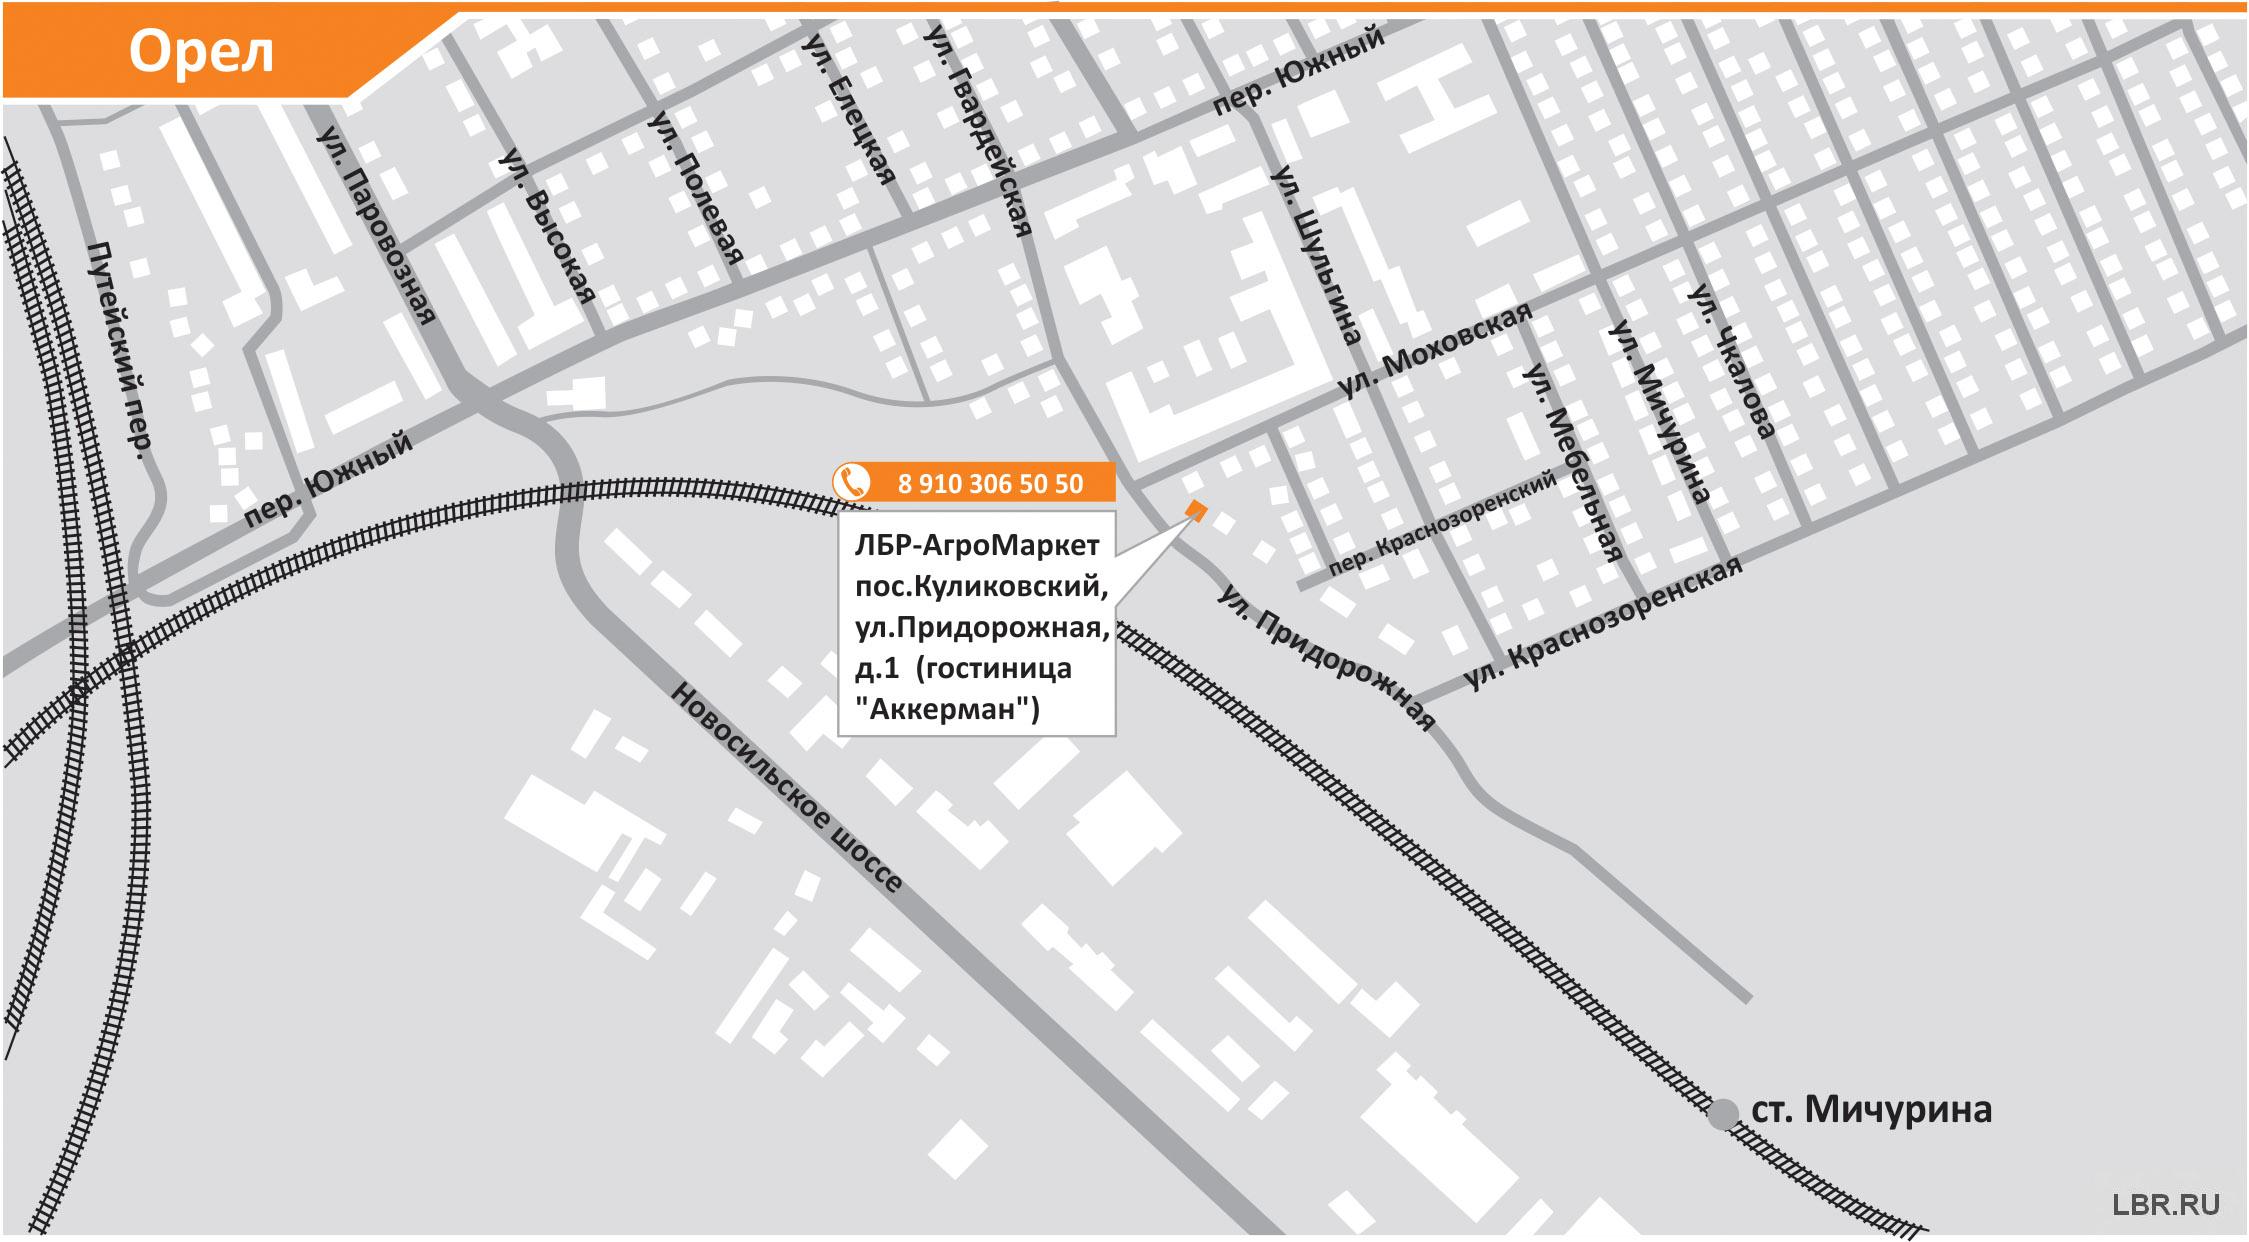 Орел
ул. Паровозная
ул. Высокая
ул. Полевая
ул. Елецкая
ул. Гвардейская
пер. Южный
ул. Шульгина
Путейский пер.
пер. Южный
ул. Моховская
ул. Мебельная
ул. Мичурина
ул. Чкалова
пер. Краснозоренский
ул. Краснозоренская
ул. Придорожная
8 910 306 50 50
ЛБР-АгроМаркет
пос.Куликовский,
ул.Придорожная,
д.1 (гостиница
"Аккерман")
Новосильское шоссе
ст. Мичурина
LBR.RU